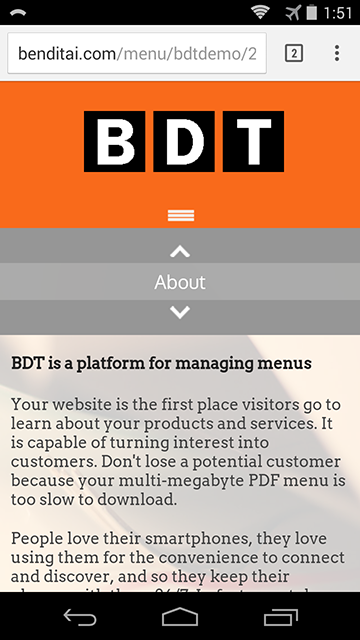 1:51
benditai.com/menu/bdtdemo/2
2
BDT
About
BDT is a platform for managing menus
Your website is the first place visitors go to
learn about your products and services. It
is capable of turning interest into
customers. Don't lose a potential customer
because your multi-megabyte PDF menu is
too slow to download.
People love their smartphones, they love
using them for the convenience to connect
and discover, and so they keep their